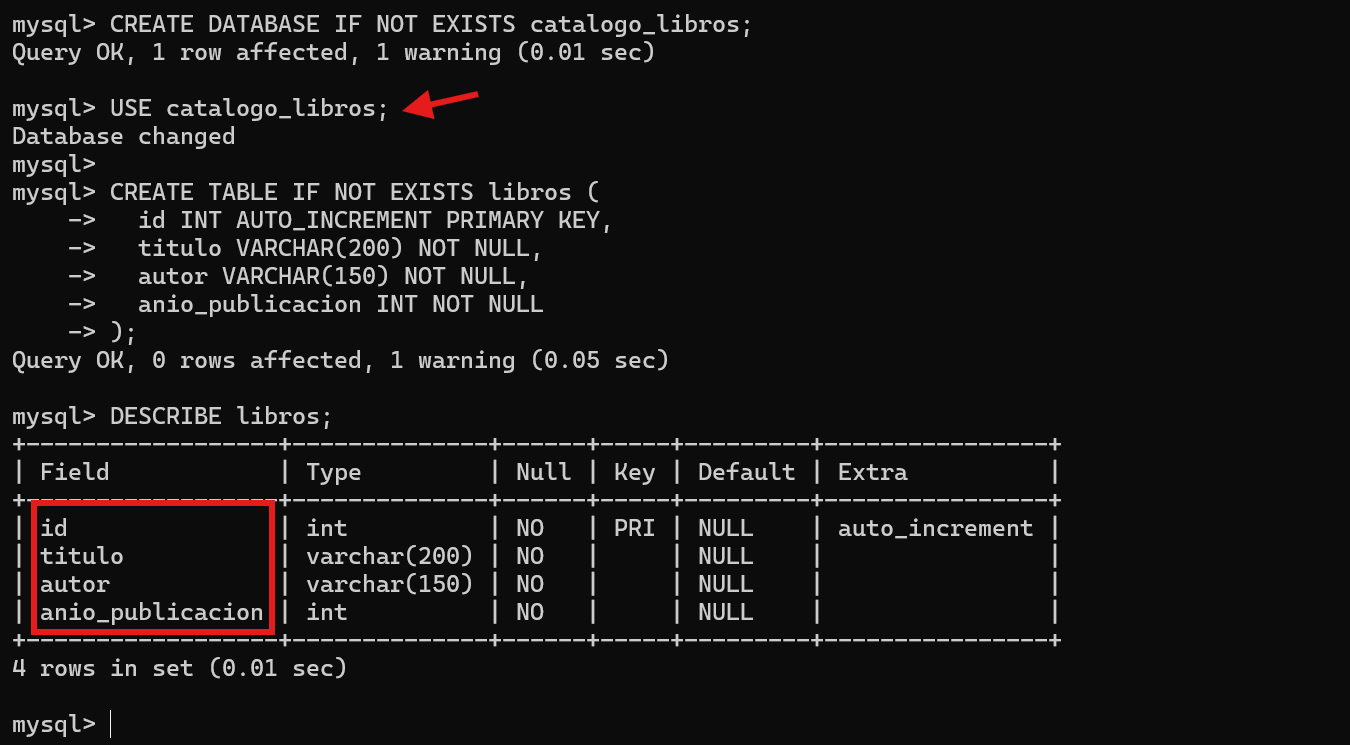 mysql> CREATE DATABASE IF NOT EXISTS catalogo_libros;
Query OK, 1 row affected, 1 warning (0.01 sec)
mysql> USE catalogo_libros;
Database changed
mysql>
mysql> CREATE TABLE IF NOT EXISTS libros (
    ->   id INT AUTO_INCREMENT PRIMARY KEY,
    ->   titulo VARCHAR(200) NOT NULL,
    ->   autor VARCHAR(150) NOT NULL,
    ->   anio_publicacion INT NOT NULL
    -> );
Query OK, 0 rows affected, 1 warning (0.05 sec)
mysql> DESCRIBE libros;
+------------------+--------------+------+-----+---------+----------------+
| Field            | Type         | Null | Key | Default | Extra          |
+------------------+--------------+------+-----+---------+----------------+
| id               | int          | NO   | PRI | NULL    | auto_increment |
| titulo           | varchar(200) | NO   |     | NULL    |                |
| autor            | varchar(150) | NO   |     | NULL    |                |
| anio_publicacion | int          | NO   |     | NULL    |                |
+------------------+--------------+------+-----+---------+----------------+
4 rows in set (0.01 sec)
mysql>